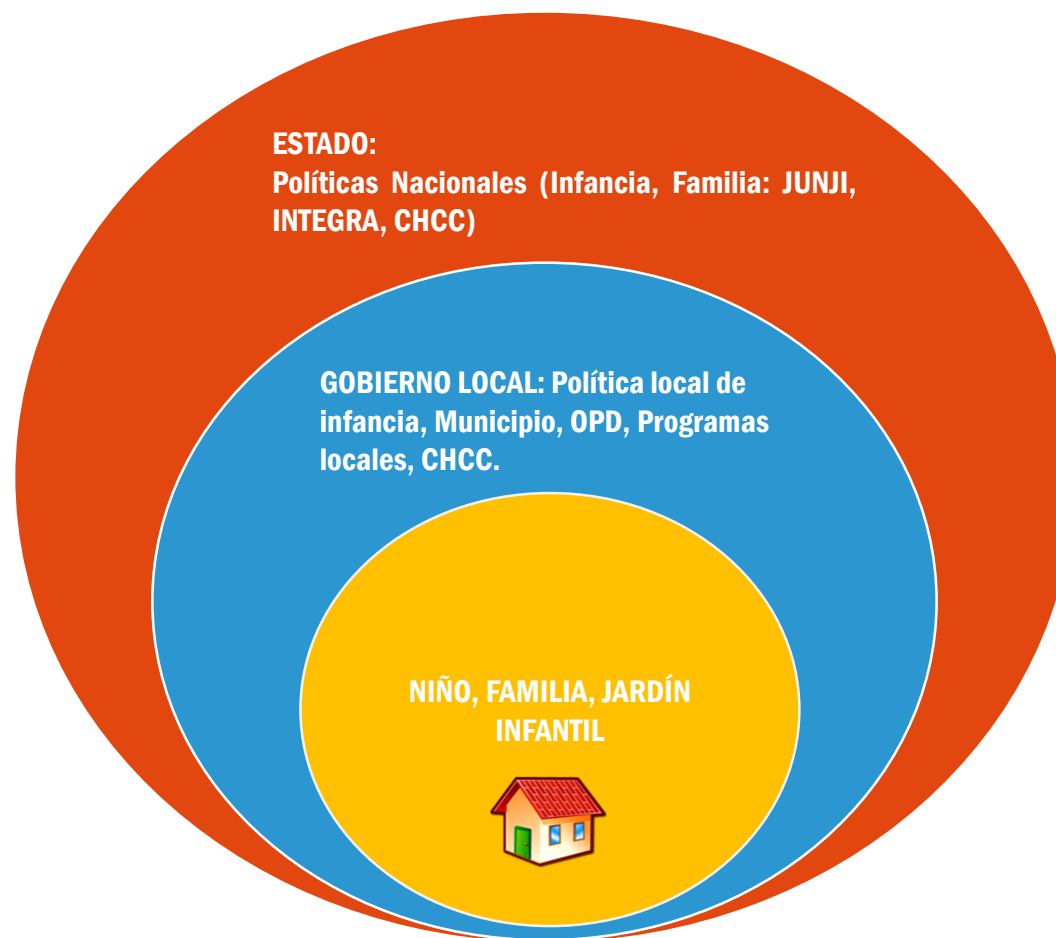 ESTADO:
Políticas Nacionales (Infancia, Familia: JUNJI,
INTEGRA, CHCC)
GOBIERNO LOCAL: Política local de
infancia, Municipio, OPD, Programas
locales, CHCC.
NIÑO, FAMILIA, JARDÍN
INFANTIL